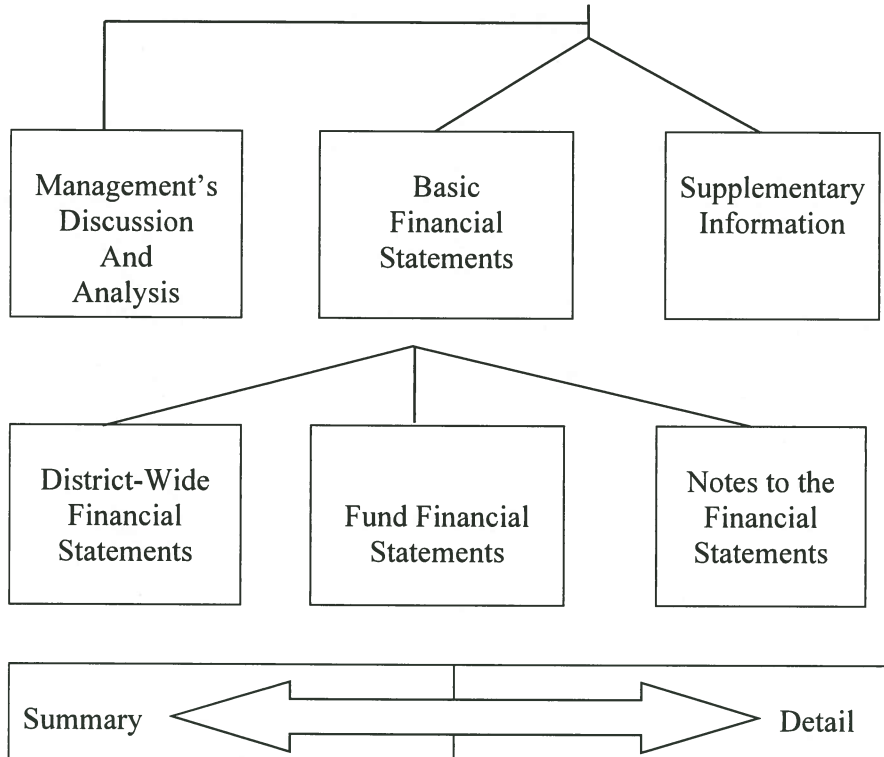 Management's
Discussion
And
Analysis
Basic
Financial
Statements
Supplementary
Information
District-Wide
Financial
Statements
Fund Financial
Statements
Notes to the
Financial
Statements
Summary
Detail